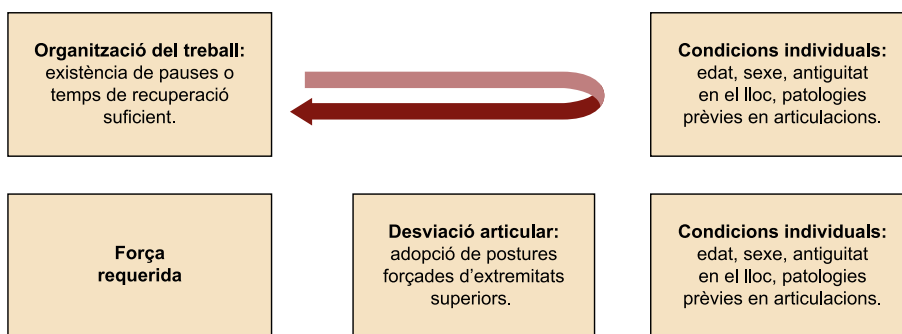 Organització del treball:
existència de pauses o
temps de recuperació
suficient.
Condicions individuals:
edat, sexe, antiguitat
en el lloc, patologies
prèvies en articulacions.
Força
requerida
Desviació articular:
adopció de postures
forçades d’extremitats
superiors.
Condicions individuals:
edat, sexe, antiguitat
en el lloc, patologies
prèvies en articulacions.